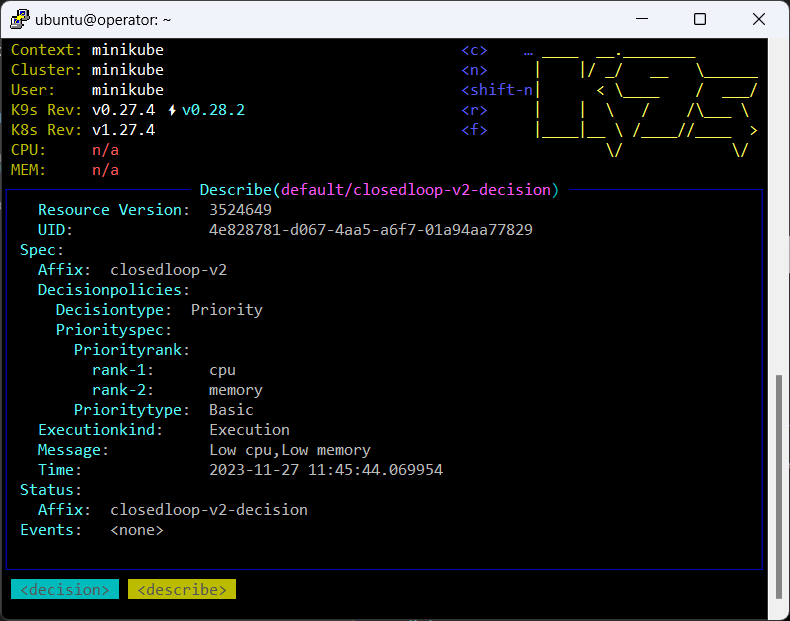 ubuntu@operator: ~
Context: minikube <c> …
Cluster: minikube <n>
User: minikube <shift-n
K9s Rev: v0.27.4 ⚡v0.28.2 <r>
K8s Rev: v1.27.4 <f>
CPU: n/a
MEM: n/a
Describe(default/closedloop-v2-decision)
Resource Version: 3524649
UID: 4e828781-d067-4aa5-a6f7-01a94aa77829
Spec:
Affix: closedloop-v2
Decisionpolicies:
Decisiontype: Priority
Priorityspec:
Priorityrank:
rank-1: cpu
rank-2: memory
Prioritytype: Basic
Executionkind: Execution
Message: Low cpu,Low memory
Time: 2023-11-27 11:45:44.069954
Status:
Affix: closedloop-v2-decision
Events: <none>
<decision> <describe>